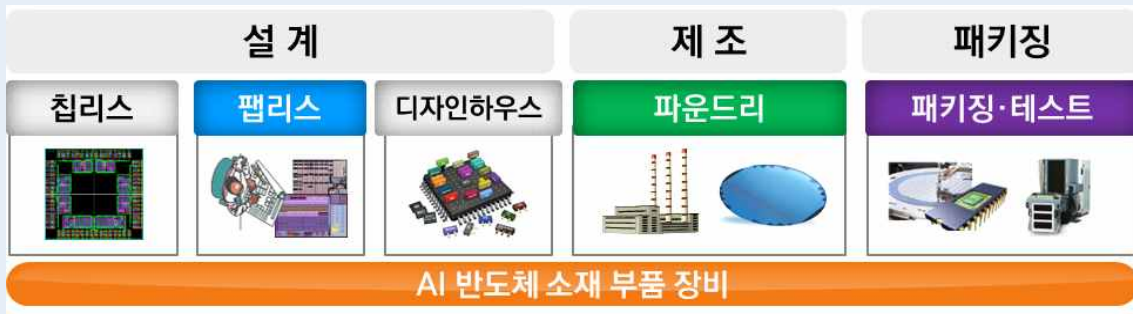 설 계
제 조
패키징
칩리스
팹리스
디자인하우스
파운드리
패키징·테스트
AI 반도체 소재 부품 장비